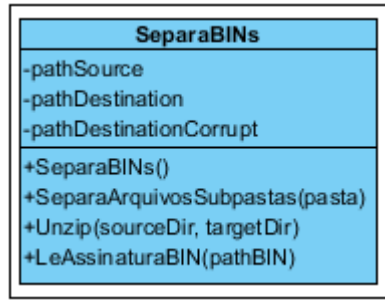 SeparaBINs
-pathSource
-pathDestination
-pathDestinationCorrupt
+SeparaBINs()
+SeparaArquivosSubpastas(pasta)
+Unzip(sourceDir, targetDir)
+LeAssinaturaBIN(pathBIN)